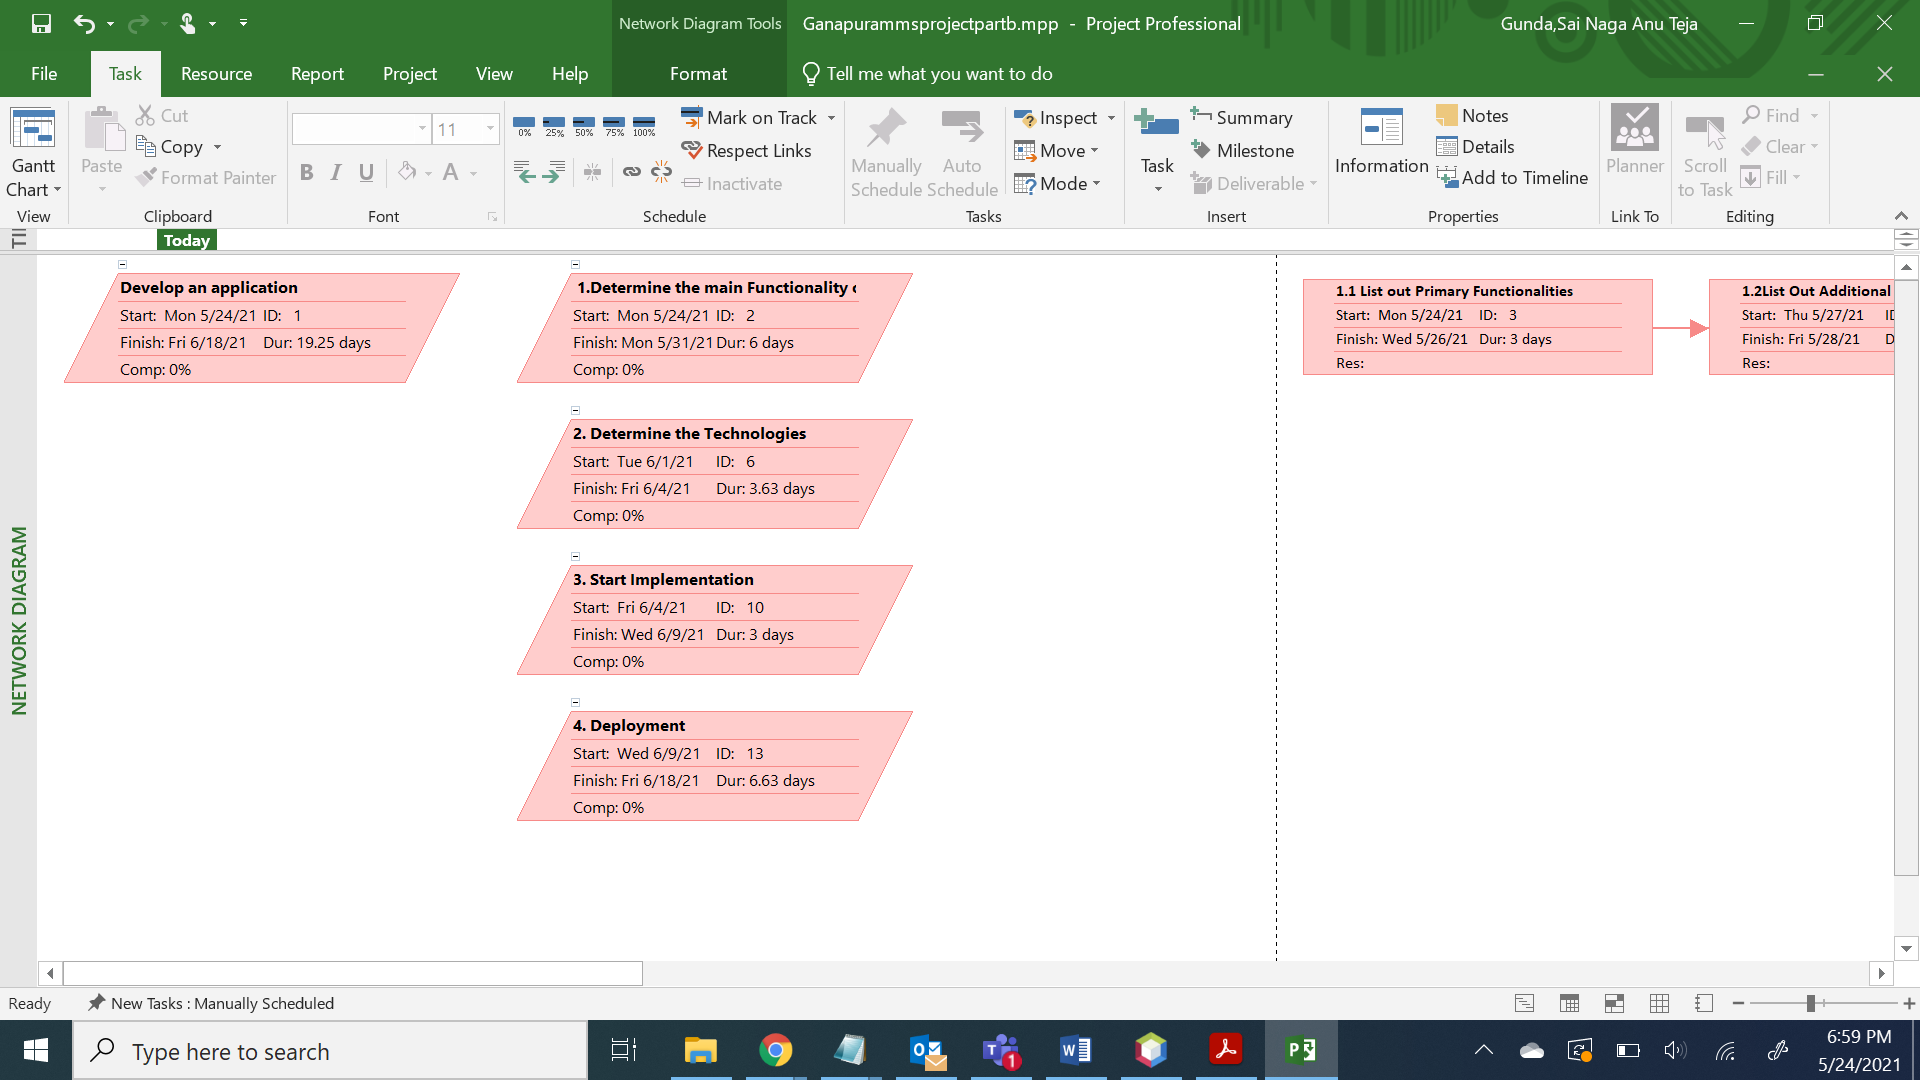 Network Diagram Tools
Ganapurammsprojectpartb.mpp - Project Professional
Gunda,Sai Naga Anu Teja
File Task Resource Report Project View Help Format Tell me what you want to do
Gantt Chart
View
Paste
Cut
Copy
Format Painter
Clipboard
11
B I U A
Font
0% 25% 50% 75% 100%
Mark on Track
Respect Links
Inactivate
Schedule
Manually Schedule
Auto Schedule
Inspect
Move
Mode
Tasks
Task
Summary
Milestone
Deliverable
Insert
Information
Notes
Details
Add to Timeline
Properties
Planner
Link To
Scroll to Task
Find
Clear
Fill
Editing
Today
NETWORK DIAGRAM
Develop an application
Start: Mon 5/24/21 ID: 1
Finish: Fri 6/18/21 Dur: 19.25 days
Comp: 0%
1.Determine the main Functionality
Start: Mon 5/24/21 ID: 2
Finish: Mon 5/31/21 Dur: 6 days
Comp: 0%
2. Determine the Technologies
Start: Tue 6/1/21 ID: 6
Finish: Fri 6/4/21 Dur: 3.63 days
Comp: 0%
3. Start Implementation
Start: Fri 6/4/21 ID: 10
Finish: Wed 6/9/21 Dur: 3 days
Comp: 0%
4. Deployment
Start: Wed 6/9/21 ID: 13
Finish: Fri 6/18/21 Dur: 6.63 days
Comp: 0%
1.1 List out Primary Functionalities
Start: Mon 5/24/21 ID: 3
Finish: Wed 5/26/21 Dur: 3 days
Res:
1.2List Out Additional
Start: Thu 5/27/21
Finish: Fri 5/28/21
Res:
Ready New Tasks : Manually Scheduled
Type here to search
1
6:59 PM
5/24/2021